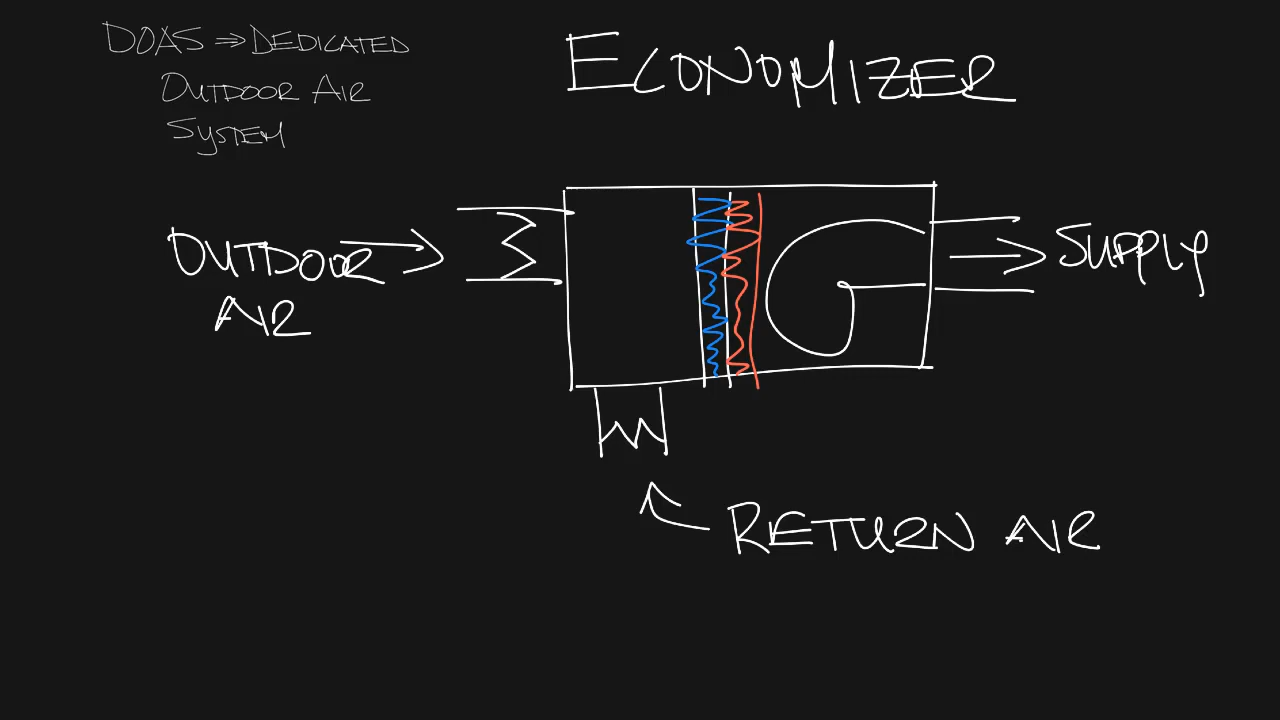 DOAS ⇒ DEDICATED
OUTDOOR AIR
SYSTEM
ECONOMIZER
OUTDOOR
AIR
SUPPLY
RETURN AIR